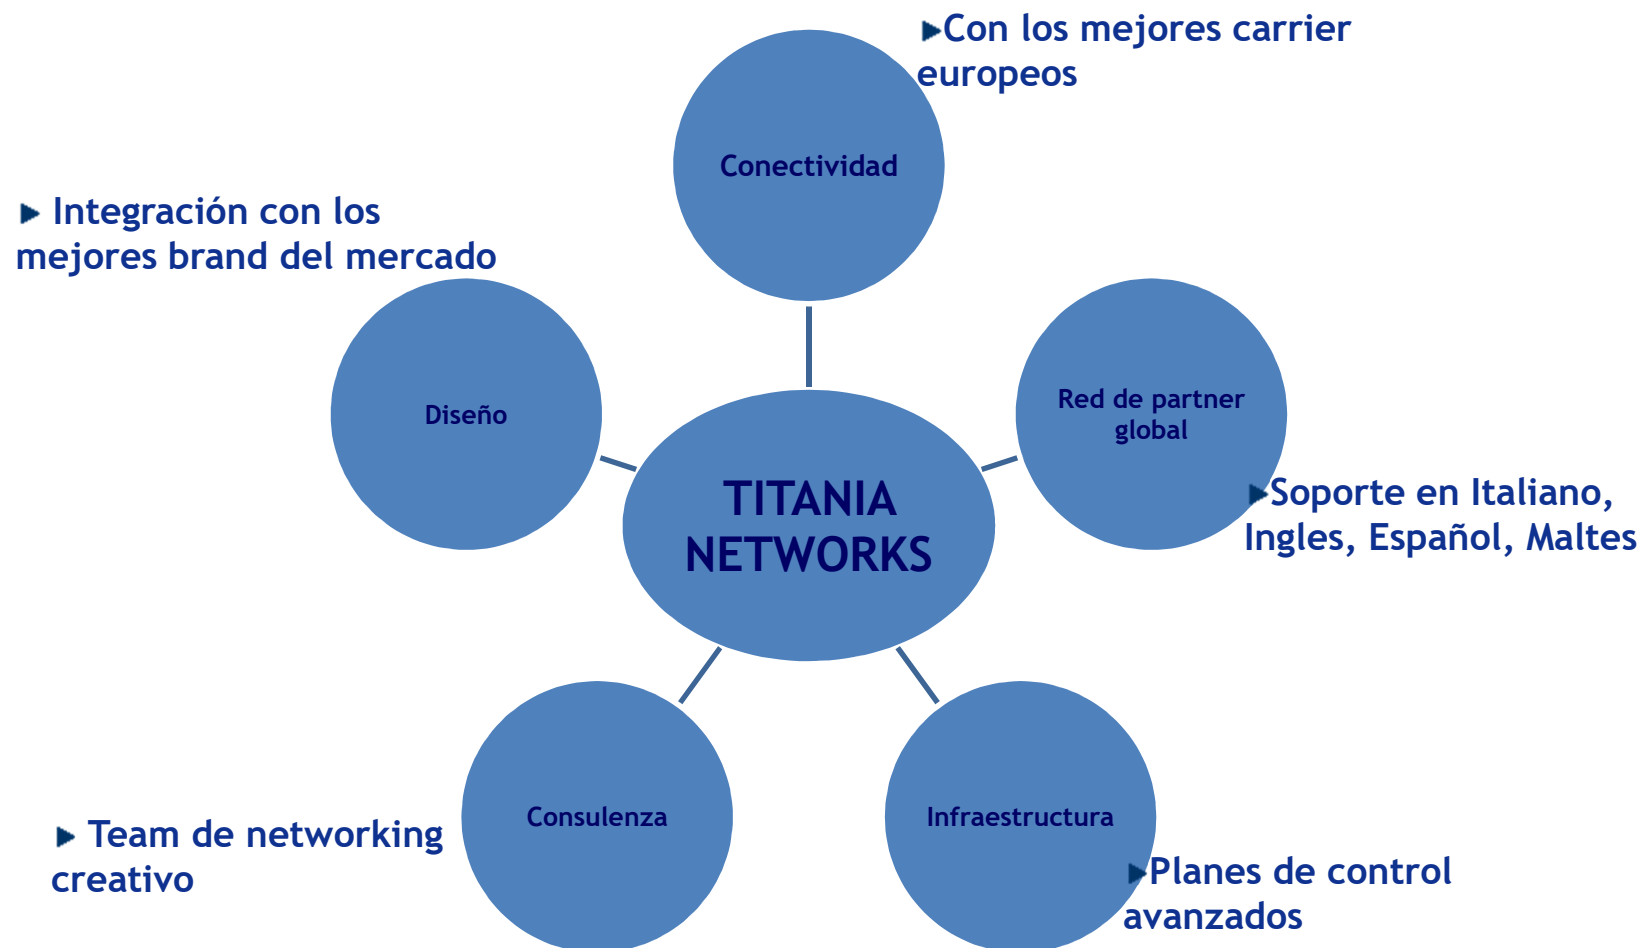 ►Con los mejores carrier
europeos
Conectividad
► Integración con los
mejores brand del mercado
Diseño
Red de partner
global
►Soporte en Italiano,
Ingles, Español, Maltes
TITANIA
NETWORKS
Consulenza
► Team de networking
creativo
Infraestructura
►Planes de control
avanzados